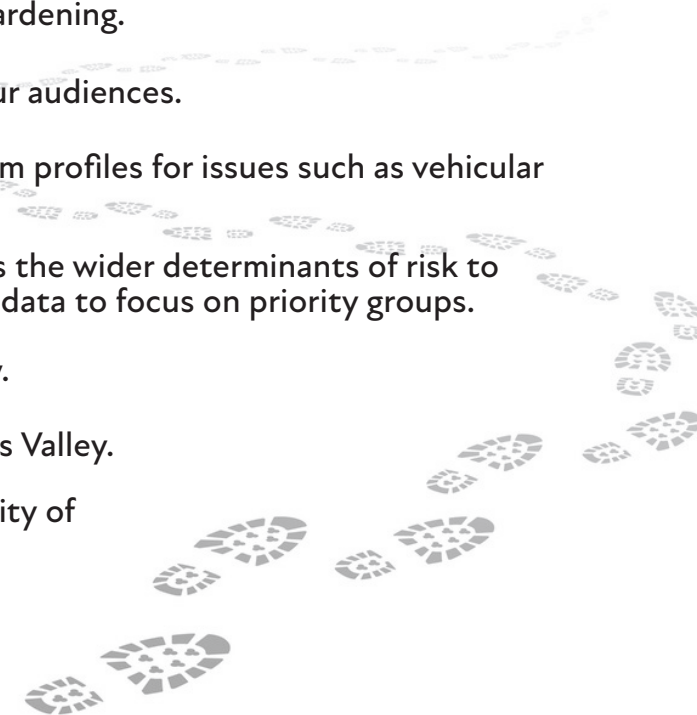 ardening.
ur audiences.
m profiles for issues such as vehicular
s the wider determinants of risk to
data to focus on priority groups.
y.
s Valley.
ity of